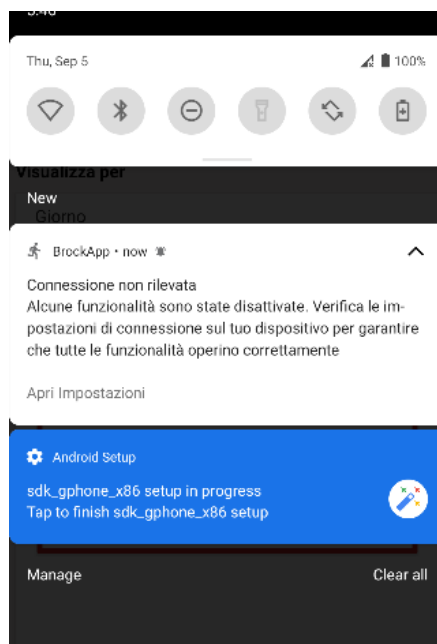 Thu, Sep 5
100%
Visualizza per
New
Giorno
BrockApp • now
Connessione non rilevata
Alcune funzionalità sono state disattivate. Verifica le im-
postazioni di connessione sul tuo dispositivo per garantire
che tutte le funzionalità operino correttamente
Apri Impostazioni
Android Setup
sdk_gphone_x86 setup in progress
Tap to finish sdk_gphone_x86 setup
Manage
Clear all